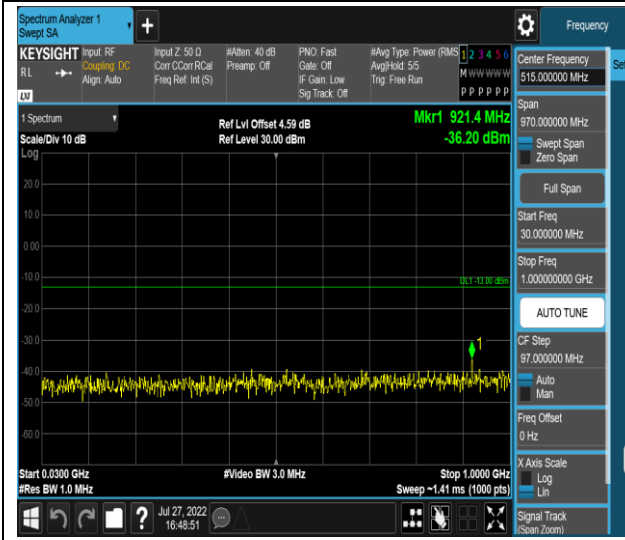 Spectrum Analyzer 1
Swept SA
+
Frequency
KEYSIGHT
RL
LXI
Input: RF
Coupling: DC
Align: Auto
Input Z: 50 Ω
Corr CCorr RCal
Freq Ref: Int (S)
#Atten: 40 dB
Preamp: Off
PNO: Fast
Gate: Off
IF Gain: Low
Sig Track: Off
#Avg Type: Power (RMS
Avg|Hold: 5/5
Trig: Free Run
1 2 3 4 5 6
M W W W W W
P P P P P P
Center Frequency
515.000000 MHz
Se
Span
970.000000 MHz
Swept Span
Zero Span
Full Span
Start Freq
30.000000 MHz
Stop Freq
1.000000000 GHz
AUTO TUNE
CF Step
97.000000 MHz
Auto
Man
Freq Offset
0 Hz
X Axis Scale
Log
Lin
Signal Track
(Span Zoom)
1 Spectrum
Scale/Div 10 dB
Log
Ref Lvl Offset 4.59 dB
Ref Level 30.00 dBm
Mkr1 921.4 MHz
-36.20 dBm
20.0
10.0
0.00
-10.0
DL1 -13.00 dBm
-20.0
-30.0
1
-40.0
-50.0
-60.0
Start 0.0300 GHz
#Res BW 1.0 MHz
#Video BW 3.0 MHz
Stop 1.0000 GHz
Sweep ~1.41 ms (1000 pts)
?
Jul 27, 2022
16:48:51